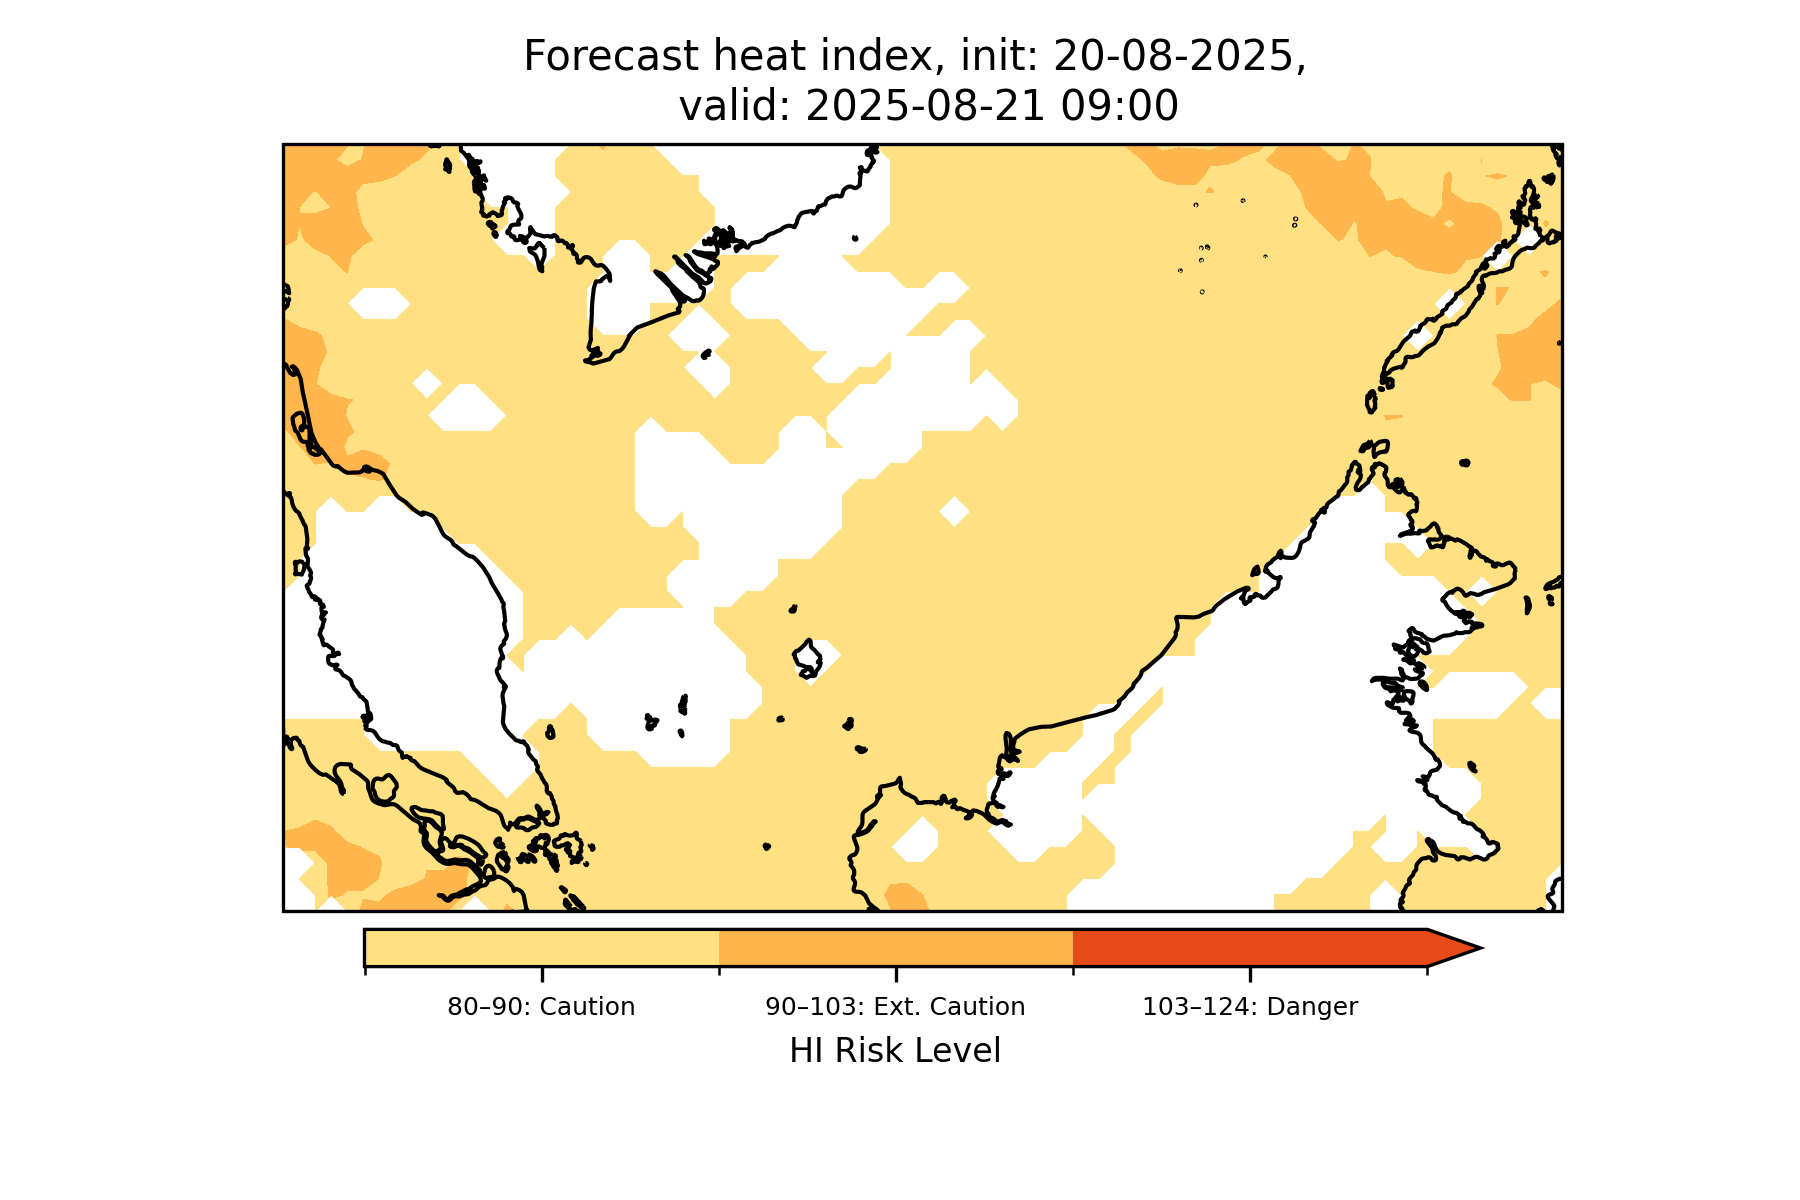 Forecast heat index, init: 20-08-2025,
valid: 2025-08-21 09:00
80–90: Caution
90–103: Ext. Caution
103–124: Danger
HI Risk Level